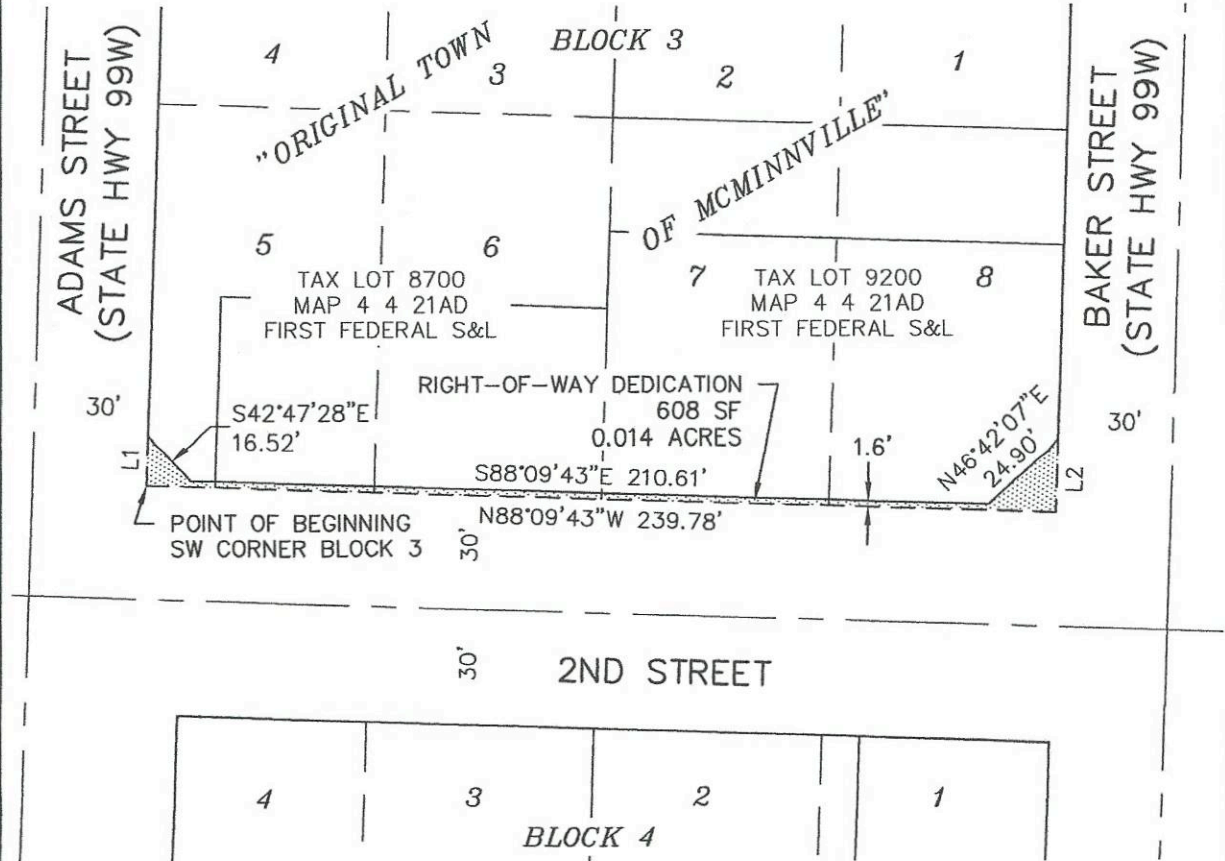 ADAMS STREET
(STATE HWY 99W)
BLOCK 3
4
3
2
1
"ORIGINAL TOWN
OF MCMINNVILLE"
BAKER STREET
(STATE HWY 99W)
5
6
7
8
TAX LOT 8700
MAP 4 4 21AD
FIRST FEDERAL S&L
TAX LOT 9200
MAP 4 4 21AD
FIRST FEDERAL S&L
RIGHT-OF-WAY DEDICATION
608 SF
0.014 ACRES
30'
S42°47'28"E
16.52'
1.6'
N46°42'07"E
24.90'
30'
L1
S88°09'43"E 210.61'
L2
N88°09'43"W 239.78'
POINT OF BEGINNING
SW CORNER BLOCK 3
30'
30'
2ND STREET
4
3
2
1
BLOCK 4